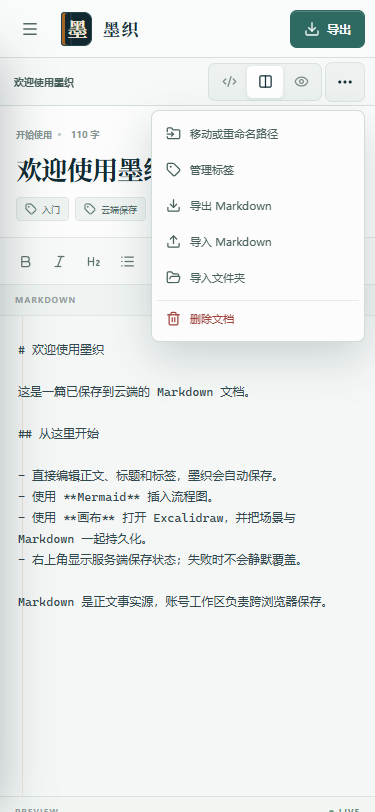 墨 墨织 导出
欢迎使用墨织
开始使用 • 110 字
欢迎使用墨
入门 云端保存
移动或重命名路径
管理标签
导出 Markdown
导入 Markdown
导入文件夹
删除文档
B I H₂
MARKDOWN
# 欢迎使用墨织
这是一篇已保存到云端的 Markdown 文档。
## 从这里开始
- 直接编辑正文、标题和标签，墨织会自动保存。
- 使用 **Mermaid** 插入流程图。
- 使用 **画布** 打开 Excalidraw，并把场景与
Markdown 一起持久化。
- 右上角显示服务端保存状态；失败时不会静默覆盖。
Markdown 是正文事实源，账号工作区负责跨浏览器保存。
PREVIEW • LIVE